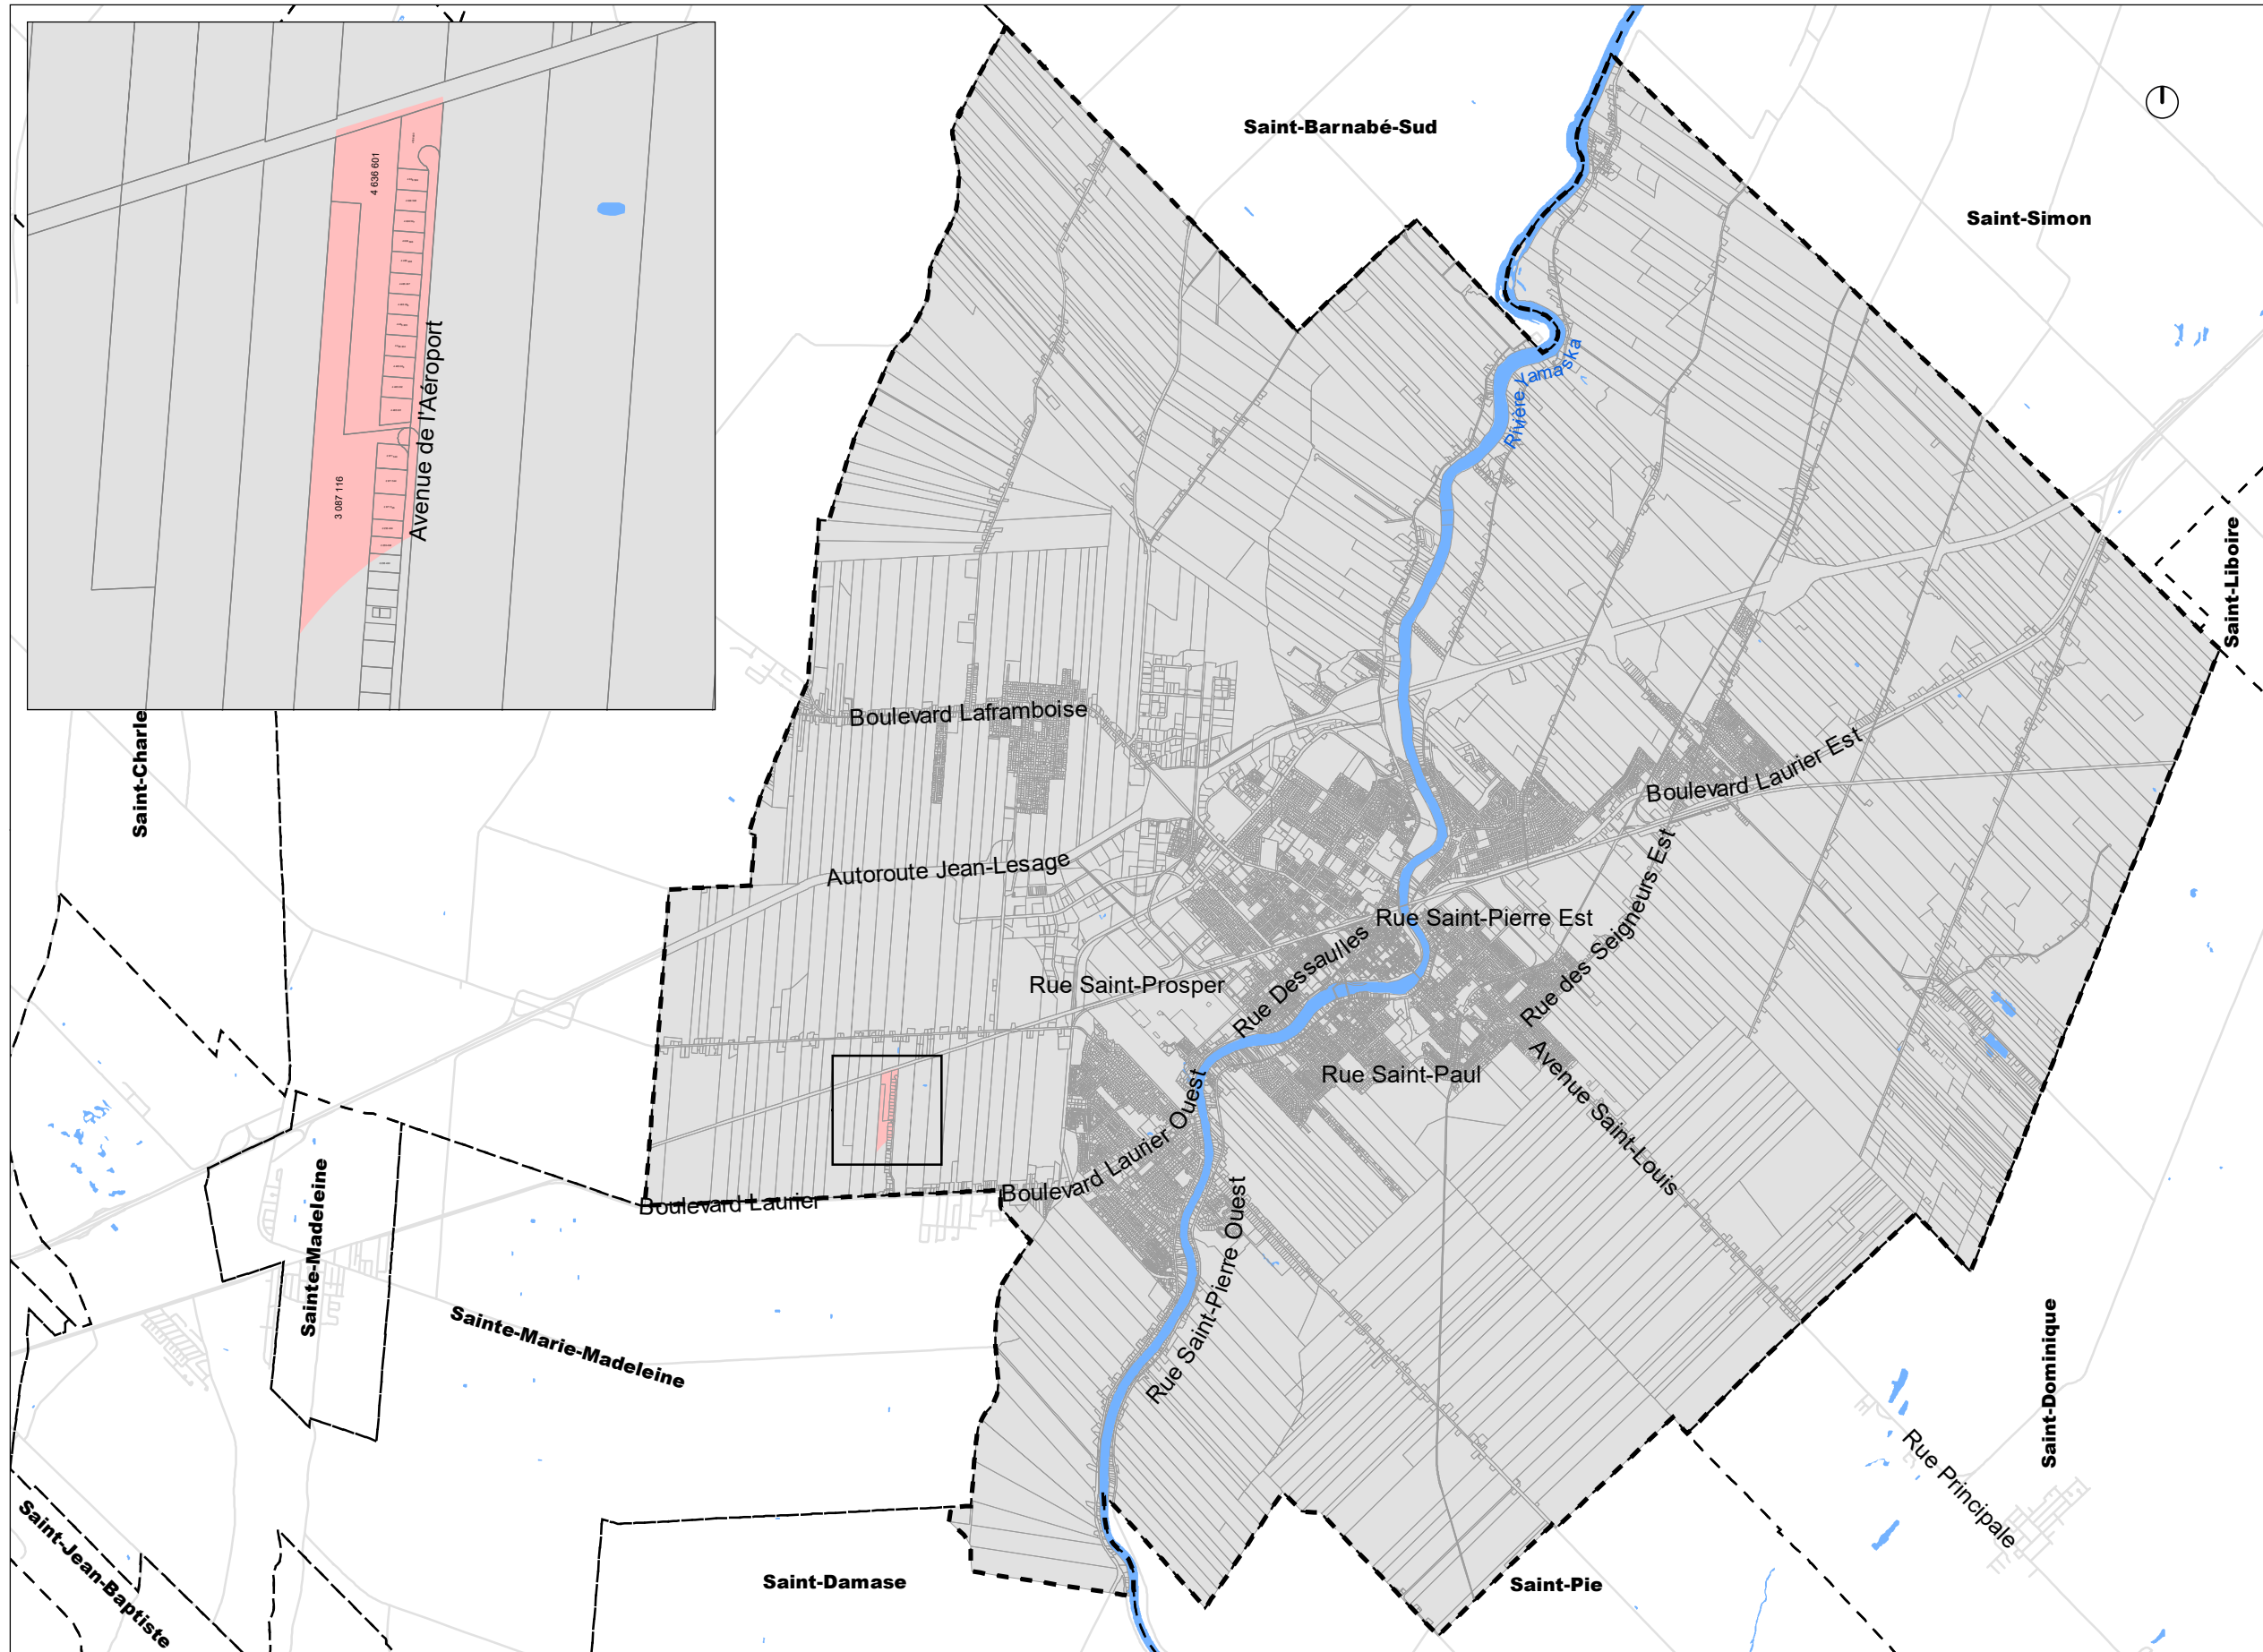 Saint-Barnabé-Sud
Saint-Simon
4 636 601
Avenue de l'Aéroport
3 087 116
Rivière Yamaska
Saint-Liboire
Saint-Charle
Boulevard Laframboise
Boulevard Laurier Est
Autoroute Jean-Lesage
Rue Saint-Pierre Est
Rue des Seigneurs Est
Rue Dessaulles
Rue Saint-Prosper
Rue Saint-Paul
Avenue Saint-Louis
Boulevard Laurier Ouest
Boulevard Laurier
Rue Saint-Pierre Ouest
Sainte-Madeleine
Sainte-Marie-Madeleine
Saint-Dominique
Rue Principale
Saint-Jean-Baptiste
Saint-Damase
Saint-Pie